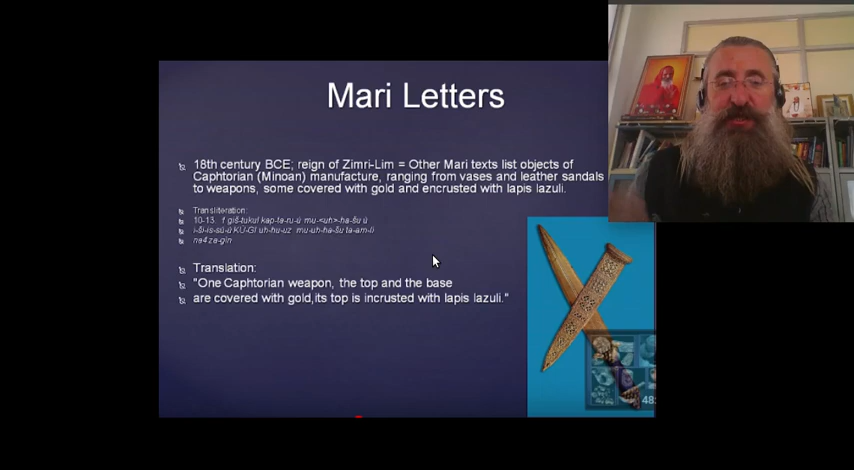 Mari Letters
18th century BCE; reign of Zimri-Lim = Other Mari texts list objects of
Caphtorian (Minoan) manufacture, ranging from vases and leather sandals
to weapons, some covered with gold and encrusted with lapis lazuli.
Transliteration:
10-13. giš-tukul kap-ta-ru-ú mu-<uh>-ha-šu ú
i-ši-is-sú-ú KÙ-GI uh-hu-uz mu-uh-ha-šu ta-am-li
na4 za-gìn
Translation:
"One Caphtorian weapon, the top and the base
are covered with gold,its top is incrusted with lapis lazuli."
48: